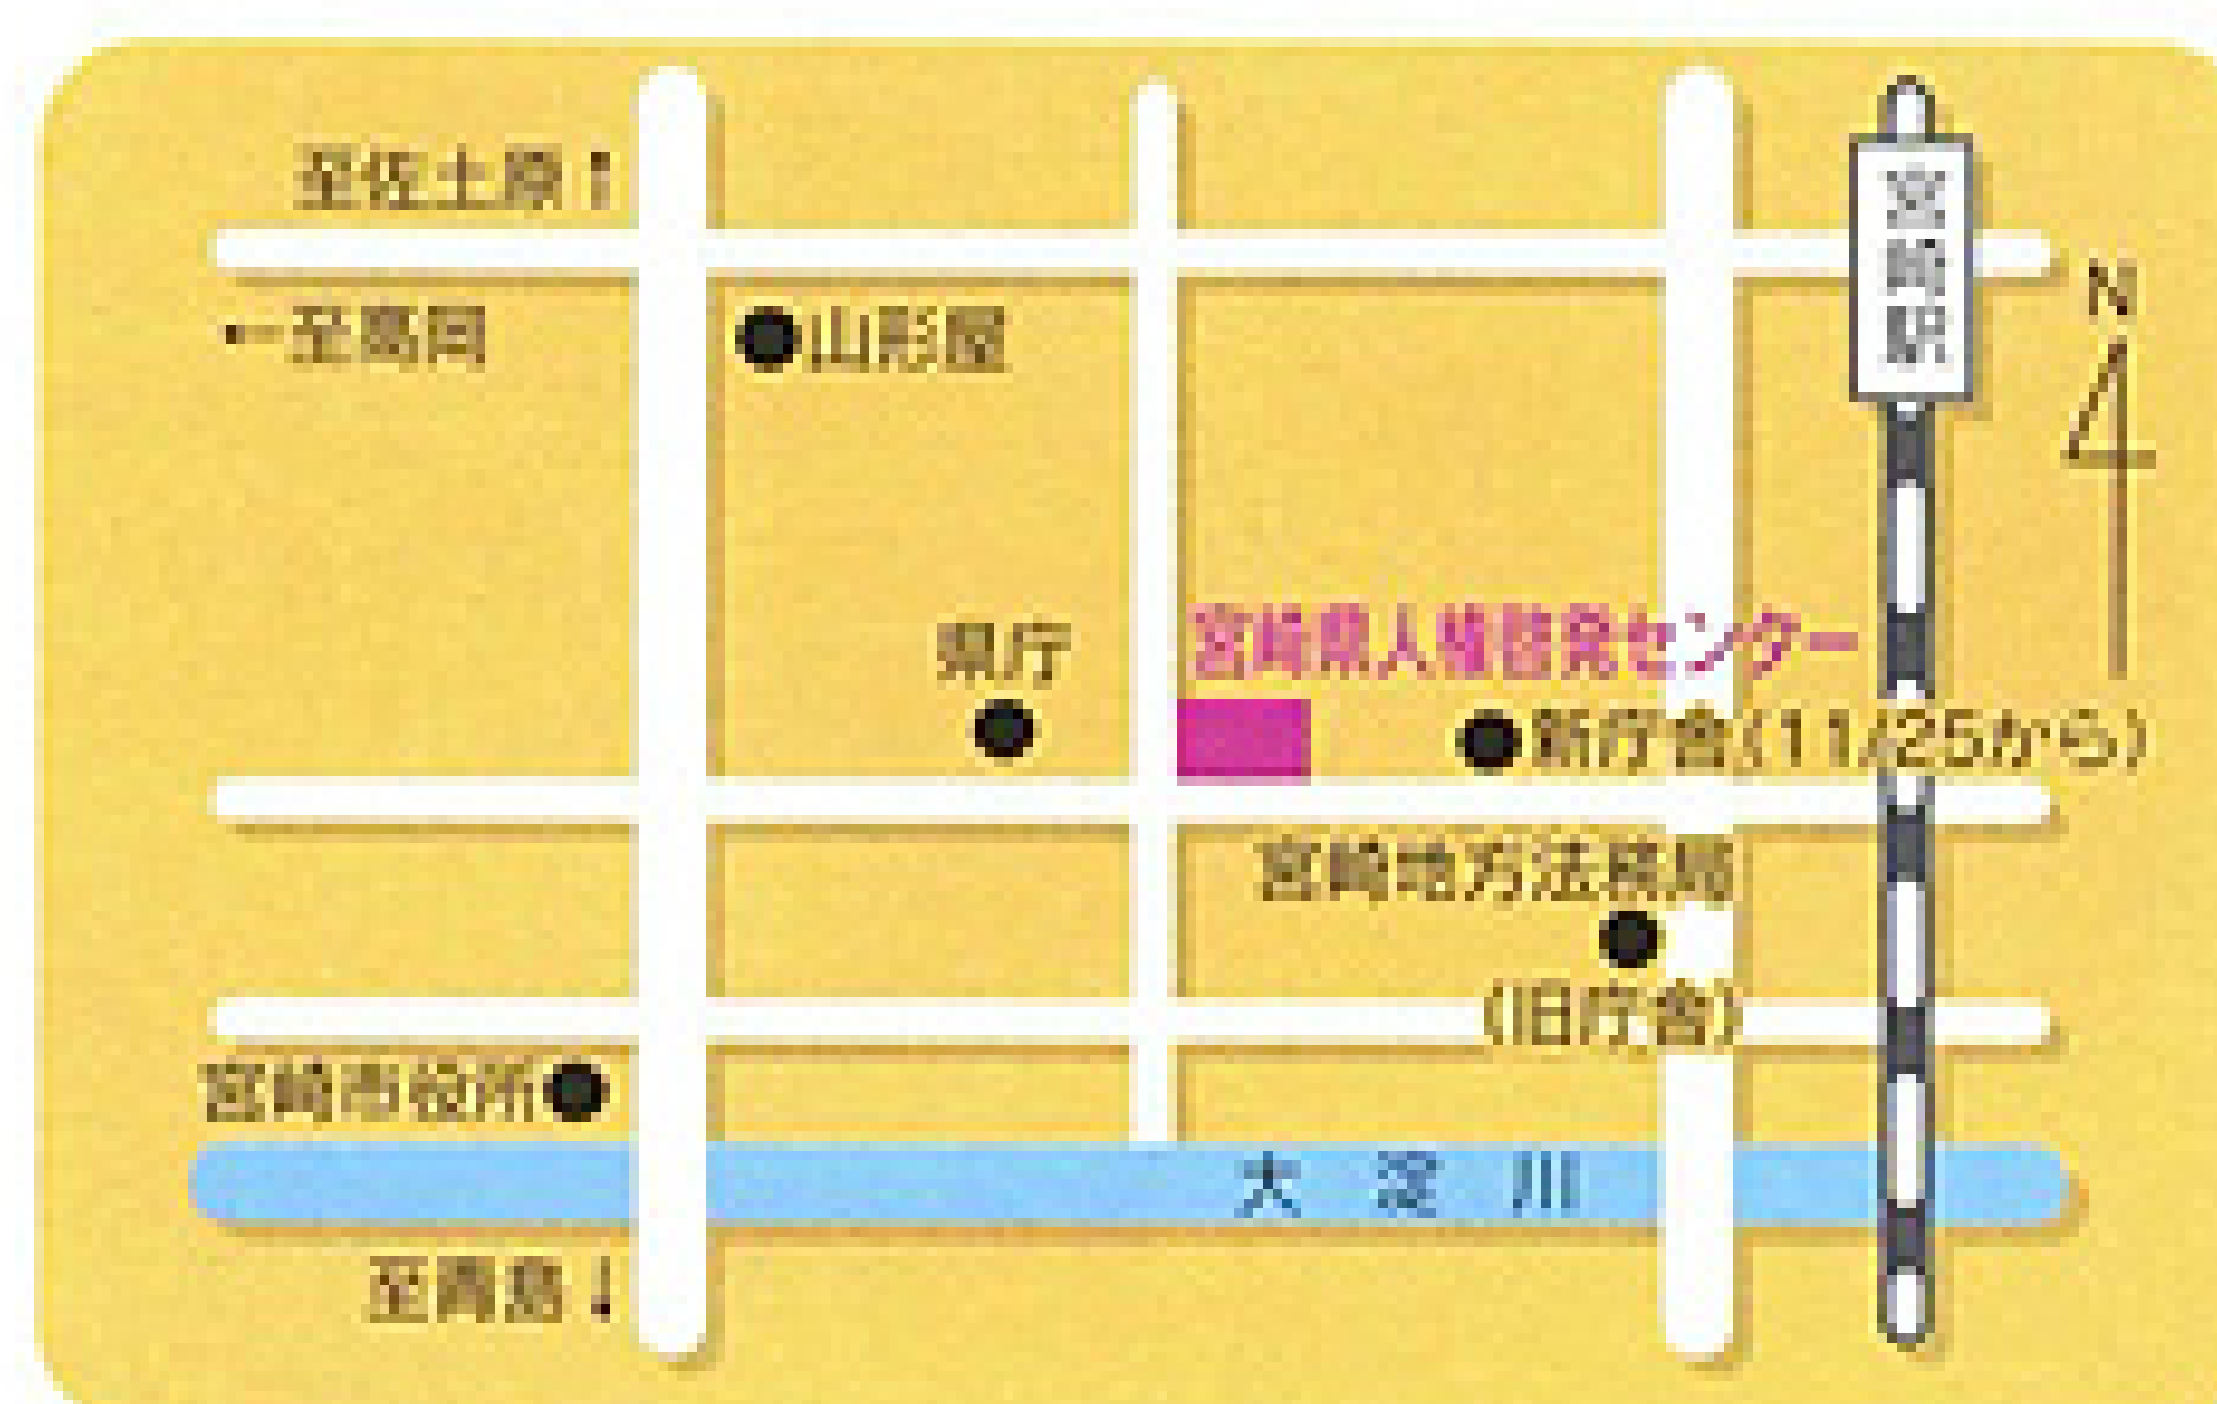 至佐土原↑
宮崎駅
N
←至高岡
●山形屋
宮崎県人権啓発センター
県庁
●新庁舎(11/25から)
宮崎地方法務局
(旧庁舎)
宮崎市役所●
大淀川
至青島↓